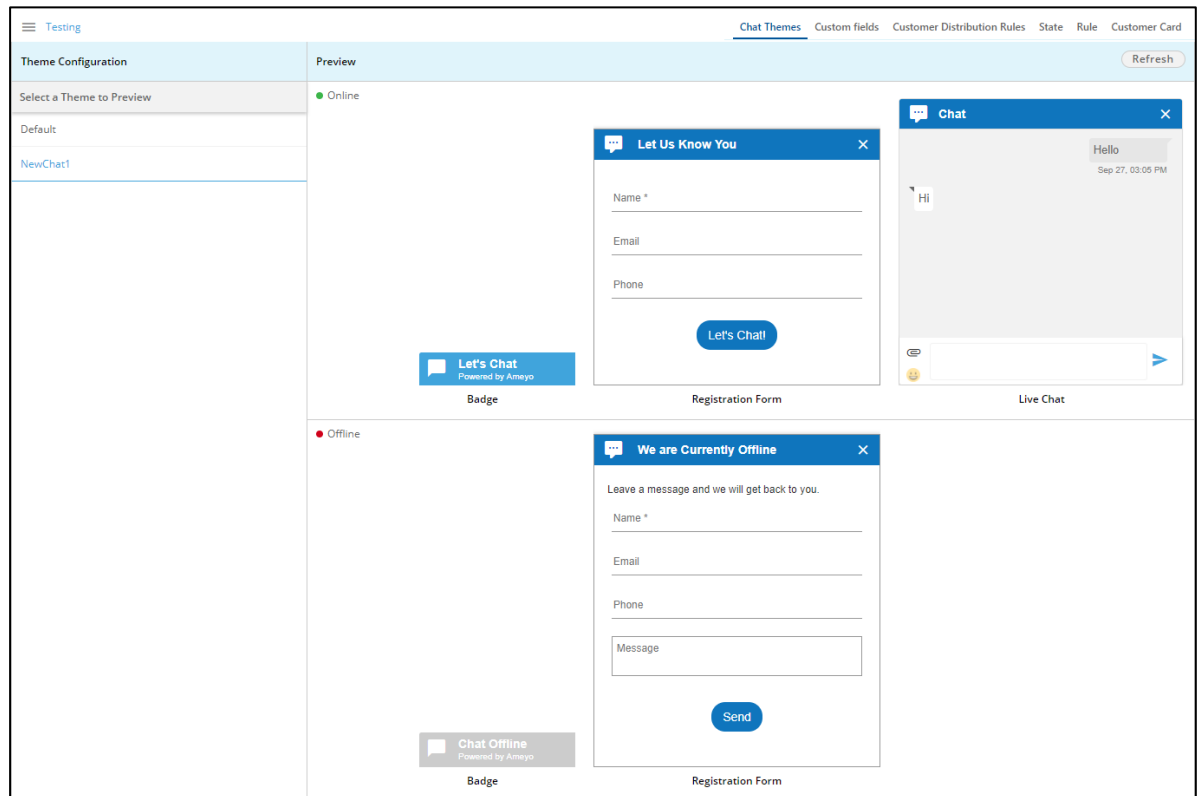 Testing
Chat Themes Custom fields Customer Distribution Rules State Rule Customer Card
Theme Configuration
Preview
Refresh
Select a Theme to Preview
Default
NewChat1
Online
Let's Chat
Powered by Ameyo
Badge
Let Us Know You
Name *
Email
Phone
Let's Chat!
Registration Form
Chat
Hello
Sep 27, 03:05 PM
Hi
Live Chat
Offline
Chat Offline
Powered by Ameyo
Badge
We are Currently Offline
Leave a message and we will get back to you.
Name *
Email
Phone
Message
Send
Registration Form